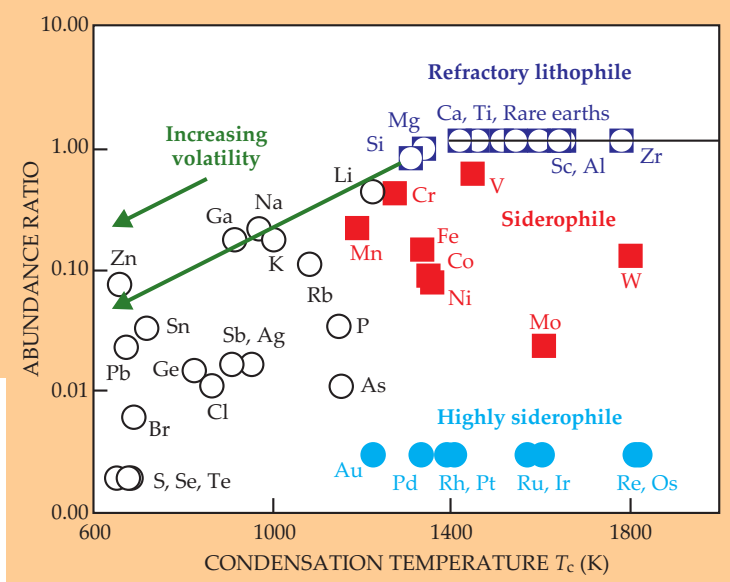 10.00
Refractory lithophile
Mg
Ca, Ti, Rare earths
Increasing
volatility
Si
1.00
Sc, Al
Zr
Li
Cr
V
Ga
Na
Siderophile
Mn
Fe
Zn
K
Co
W
0.10
Rb
Ni
Sn
Sb, Ag
P
Mo
Pb
Ge
As
0.01
Cl
Highly siderophile
Br
Au
Pd
Rh, Pt
Ru, Ir
Re, Os
S, Se, Te
0.00
600
1000
1400
1800
ABUNDANCE RATIO
CONDENSATION TEMPERATURE Tc (K)